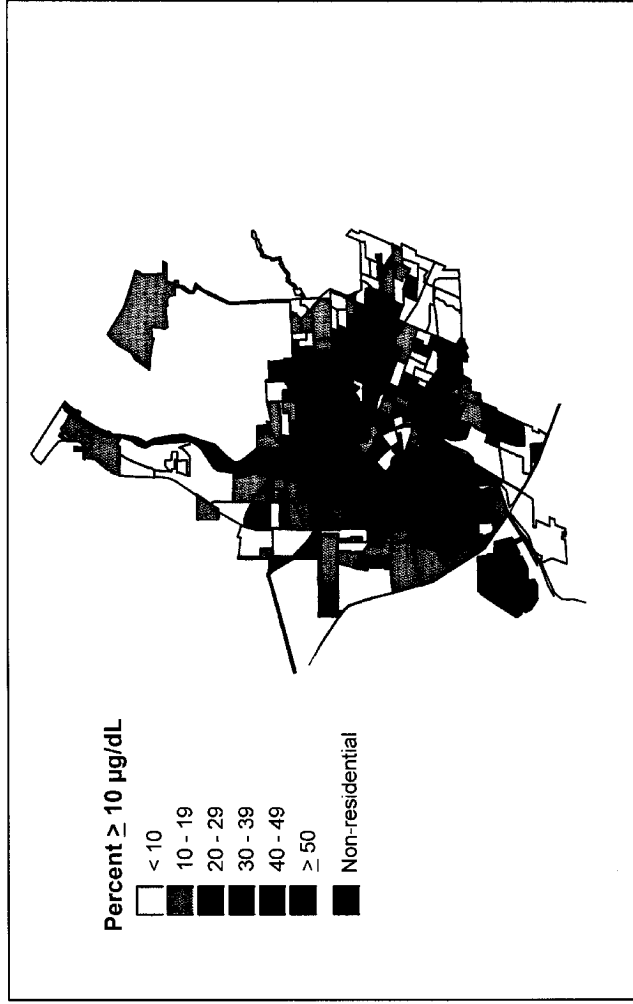 Percent ≥ 10 µg/dL
< 10
10 - 19
20 - 29
30 - 39
40 - 49
≥ 50
Non-residential